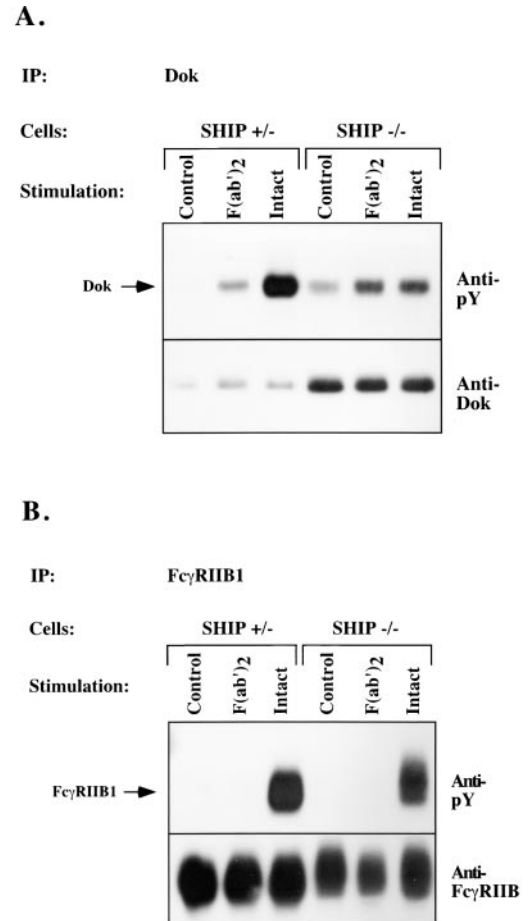 A.
IP: Dok
Cells: SHIP +/- SHIP -/-
Stimulation: Control F(ab')2 Intact Control F(ab')2 Intact
Dok Anti-
pY
Anti-
Dok
B.
IP: FcγRIIB1
Cells: SHIP +/- SHIP -/-
Stimulation: Control F(ab')2 Intact Control F(ab')2 Intact
FcγRIIB1 Anti-
pY
Anti-
FcγRIIB